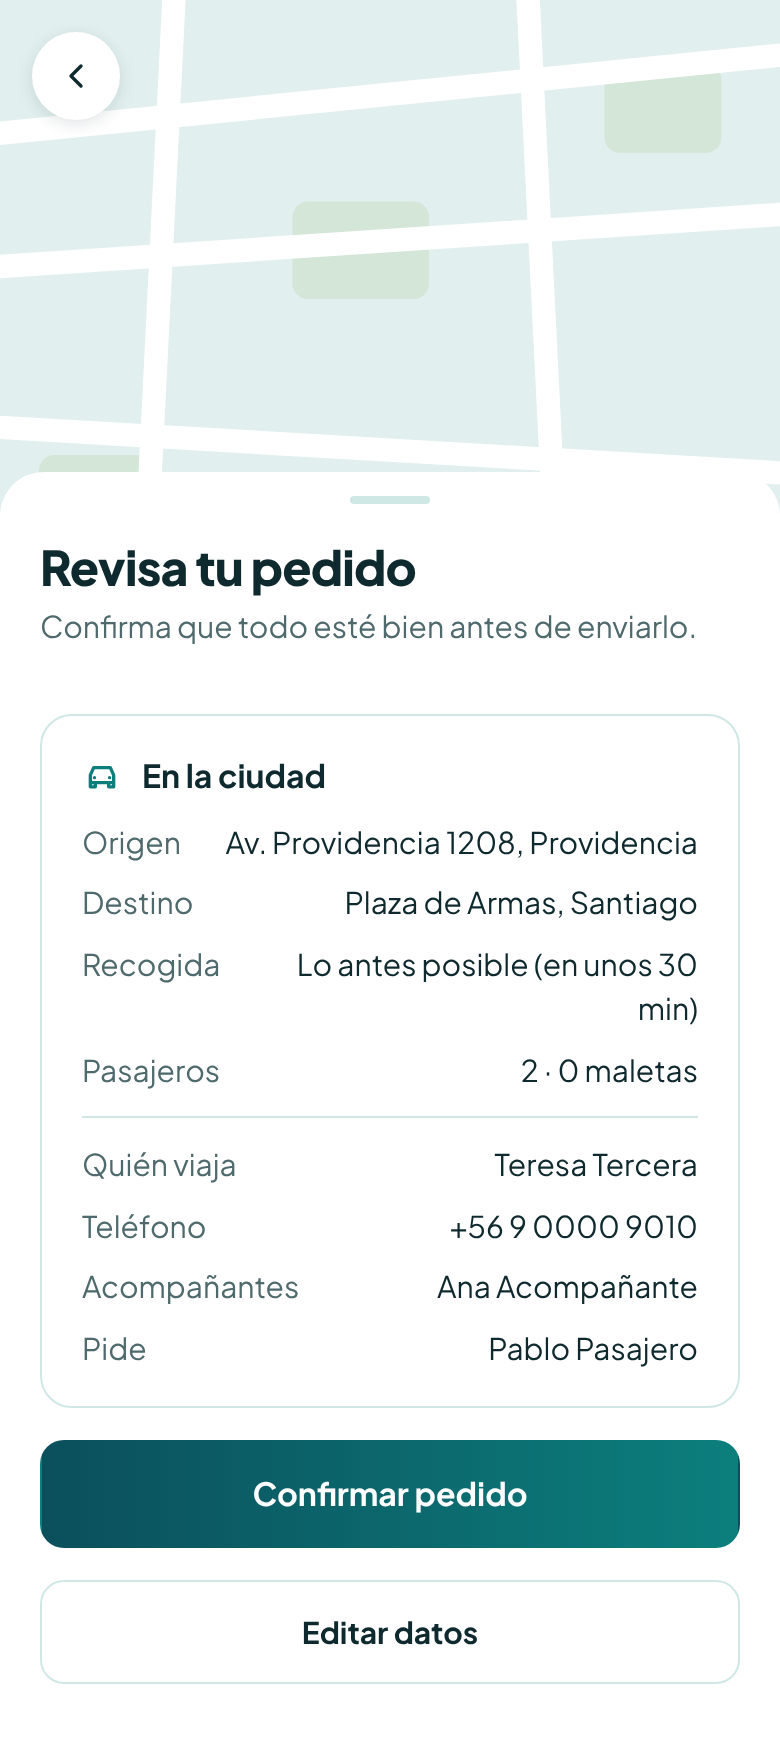 Revisa tu pedido
Confirma que todo esté bien antes de enviarlo.
En la ciudad
Origen Av. Providencia 1208, Providencia
Destino Plaza de Armas, Santiago
Recogida Lo antes posible (en unos 30
min)
Pasajeros 2 · 0 maletas
Quién viaja Teresa Tercera
Teléfono +56 9 0000 9010
Acompañantes Ana Acompañante
Pide Pablo Pasajero
Confirmar pedido
Editar datos